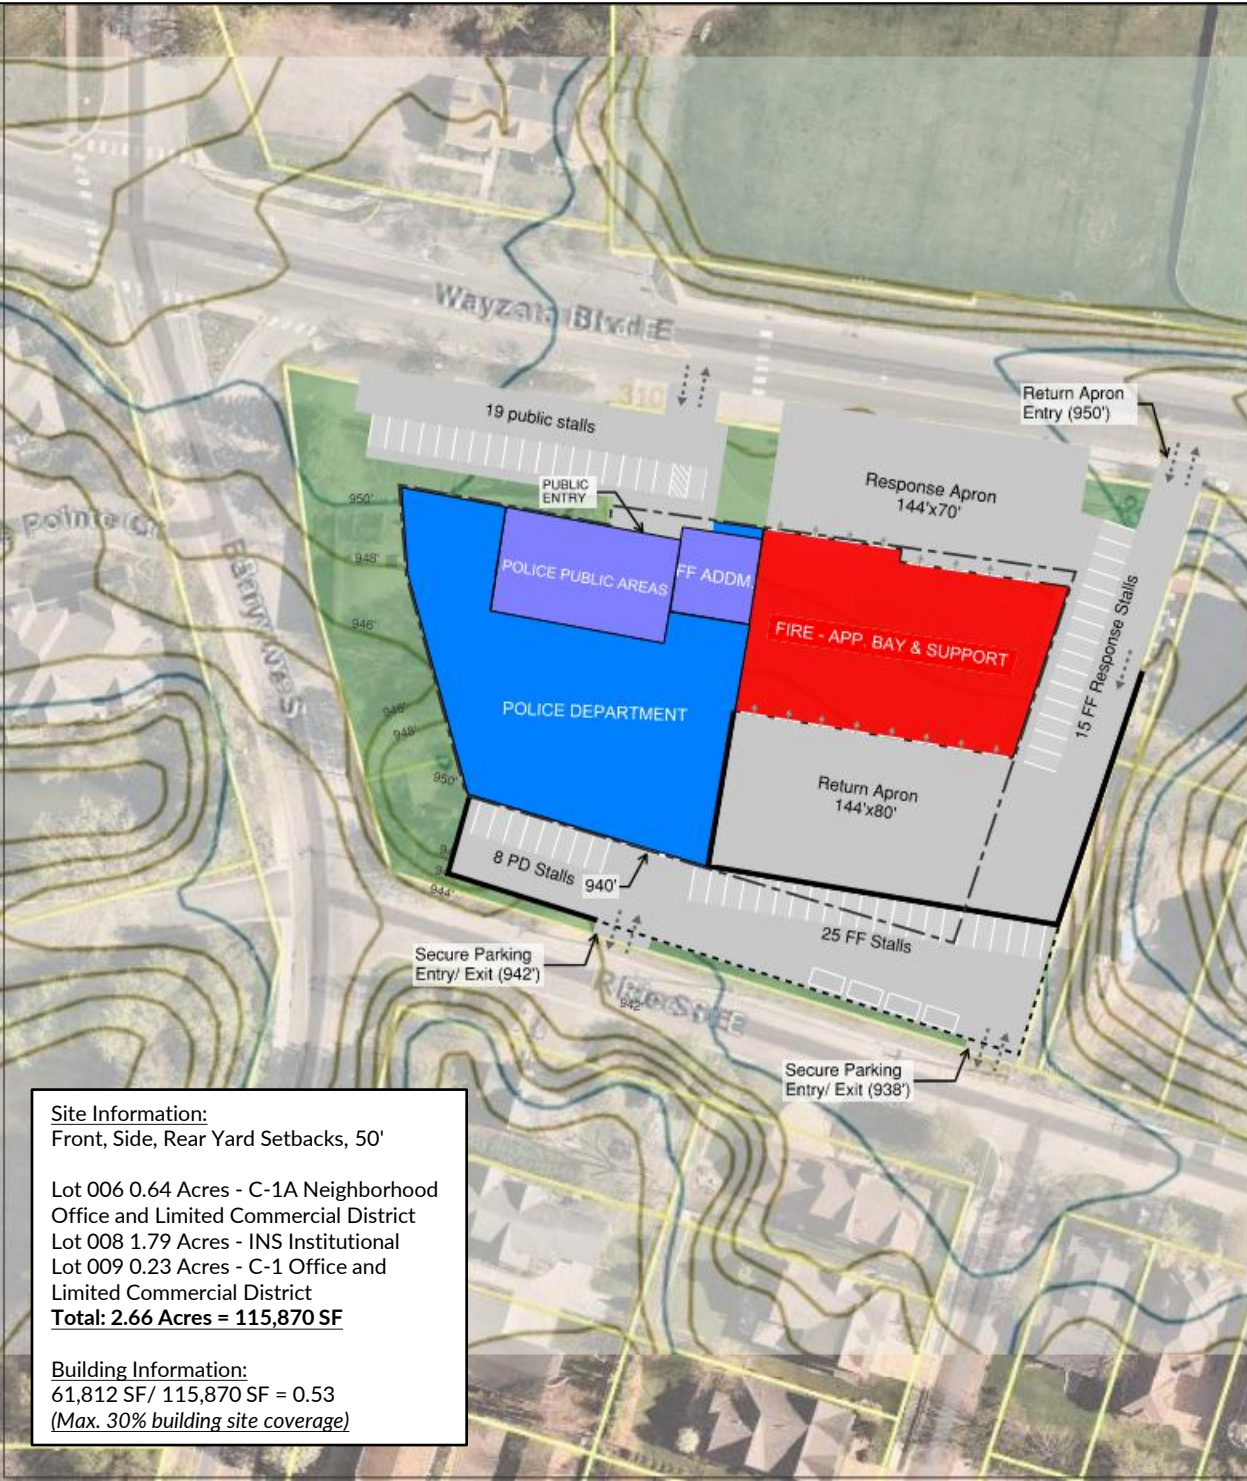 Wayzata Blvd E
310
Return Apron
Entry (950')
19 public stalls
PUBLIC
ENTRY
Response Apron
144'x70'
950'
948'
946'
946'
948'
950'
944'
POLICE PUBLIC AREAS
FF ADDM.
FIRE - APP. BAY & SUPPORT
15 FF Response Stalls
POLICE DEPARTMENT
Return Apron
144'x80'
8 PD Stalls
940'
25 FF Stalls
Secure Parking
Entry/ Exit (942')
942'
Secure Parking
Entry/ Exit (938')
Site Information:
Front, Side, Rear Yard Setbacks, 50'
Lot 006 0.64 Acres - C-1A Neighborhood
Office and Limited Commercial District
Lot 008 1.79 Acres - INS Institutional
Lot 009 0.23 Acres - C-1 Office and
Limited Commercial District
Total: 2.66 Acres = 115,870 SF
Building Information:
61,812 SF/ 115,870 SF = 0.53
(Max. 30% building site coverage)